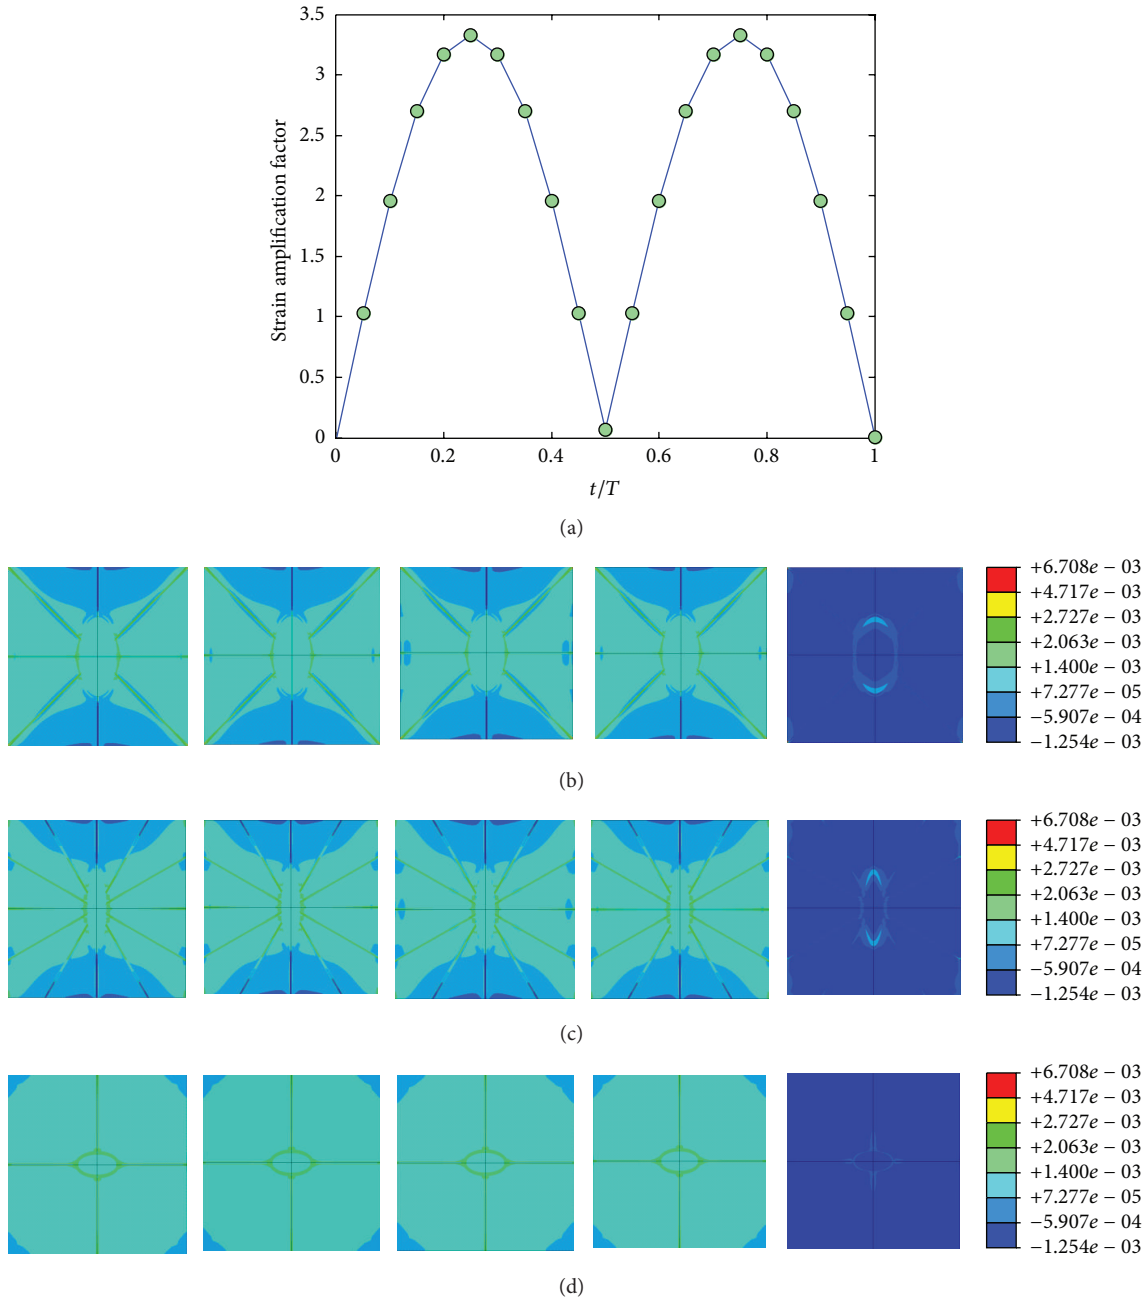 3.5
3
2.5
2
1.5
1
0.5
0
Strain amplification factor
0 0.2 0.4 0.6 0.8 1
t/T
(a)
+6.708e − 03
+4.717e − 03
+2.727e − 03
+2.063e − 03
+1.400e − 03
+7.277e − 05
−5.907e − 04
−1.254e − 03
(b)
+6.708e − 03
+4.717e − 03
+2.727e − 03
+2.063e − 03
+1.400e − 03
+7.277e − 05
−5.907e − 04
−1.254e − 03
(c)
+6.708e − 03
+4.717e − 03
+2.727e − 03
+2.063e − 03
+1.400e − 03
+7.277e − 05
−5.907e − 04
−1.254e − 03
(d)